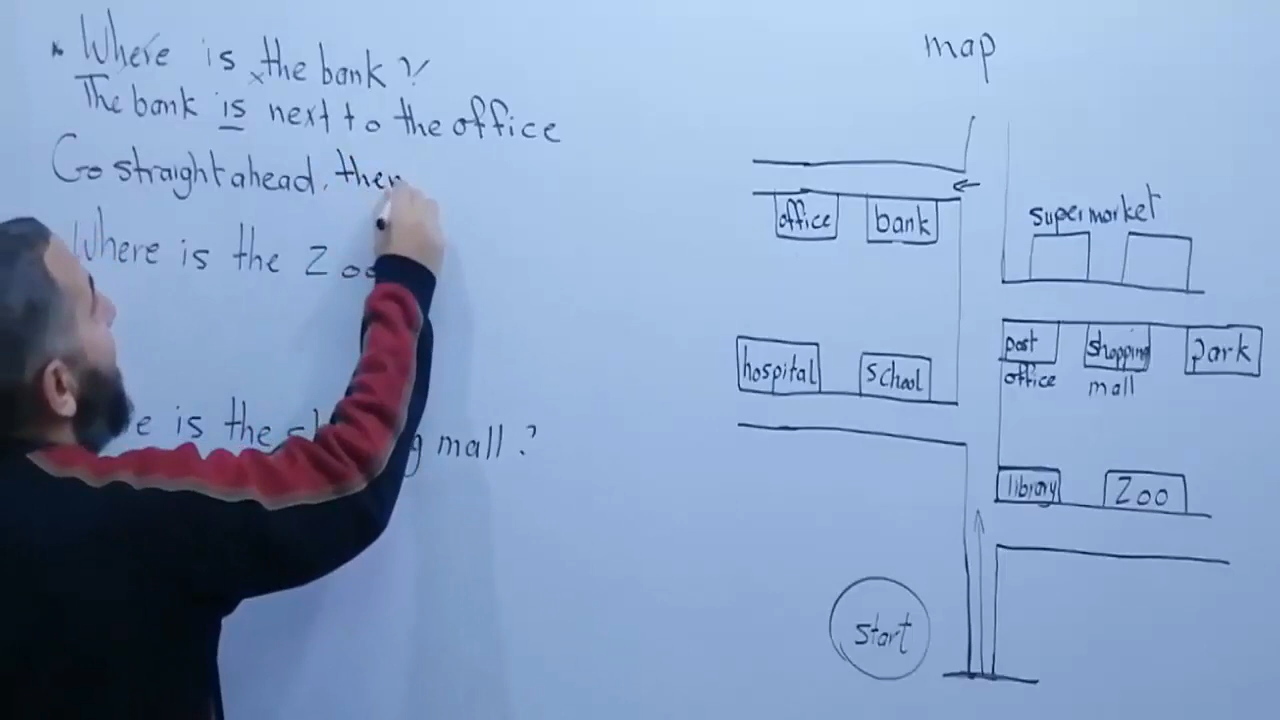 Where is the bank?
The bank is next to the office
Go straight ahead, then
Where is the Zoo
is the mall ?
map
office
bank
supermarket
hospital
school
post office
shopping mall
park
library
Zoo
start